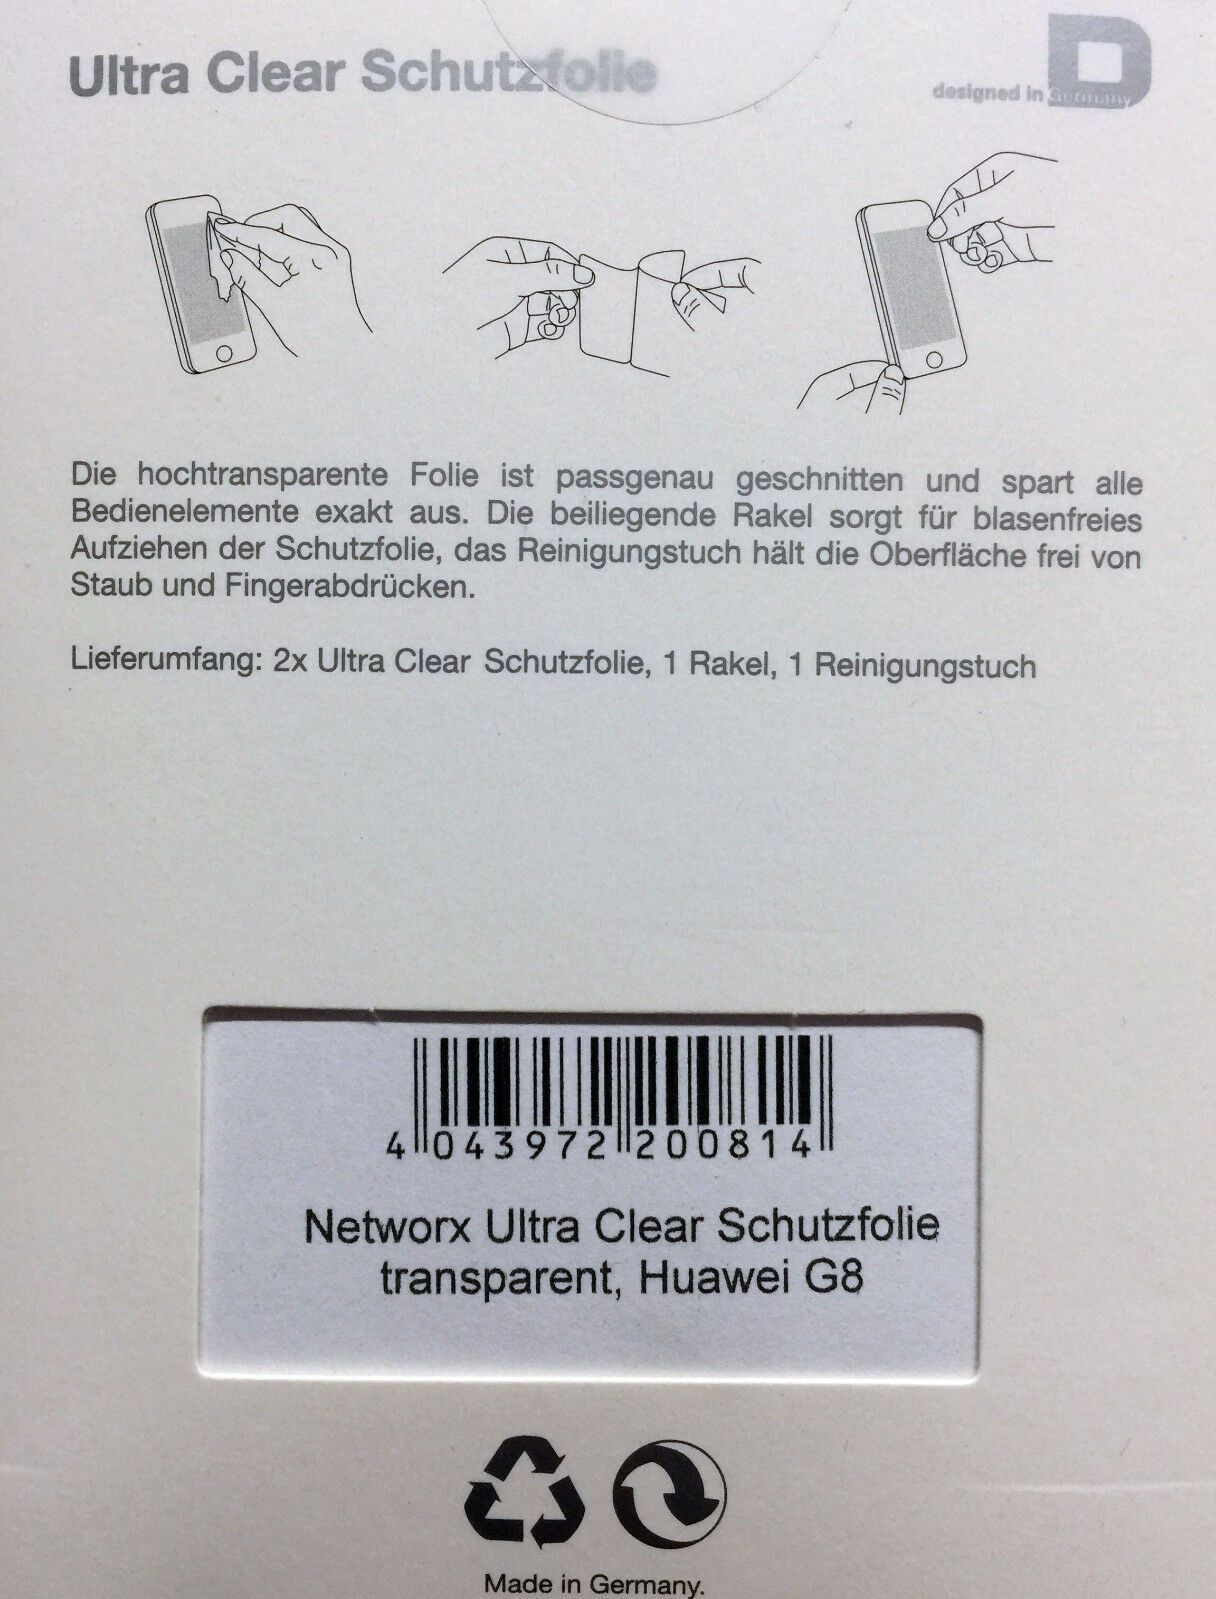 Ultra Clear Schutzfolie
designed in Germany
Die hochtransparente Folie ist passgenau geschnitten und spart alle
Bedienelemente exakt aus. Die beiliegende Rakel sorgt für blasenfreies
Aufziehen der Schutzfolie, das Reinigungstuch hält die Oberfläche frei von
Staub und Fingerabdrücken.
Lieferumfang: 2x Ultra Clear Schutzfolie, 1 Rakel, 1 Reinigungstuch
4 043972 200814
Networx Ultra Clear Schutzfolie
transparent, Huawei G8
Made in Germany.